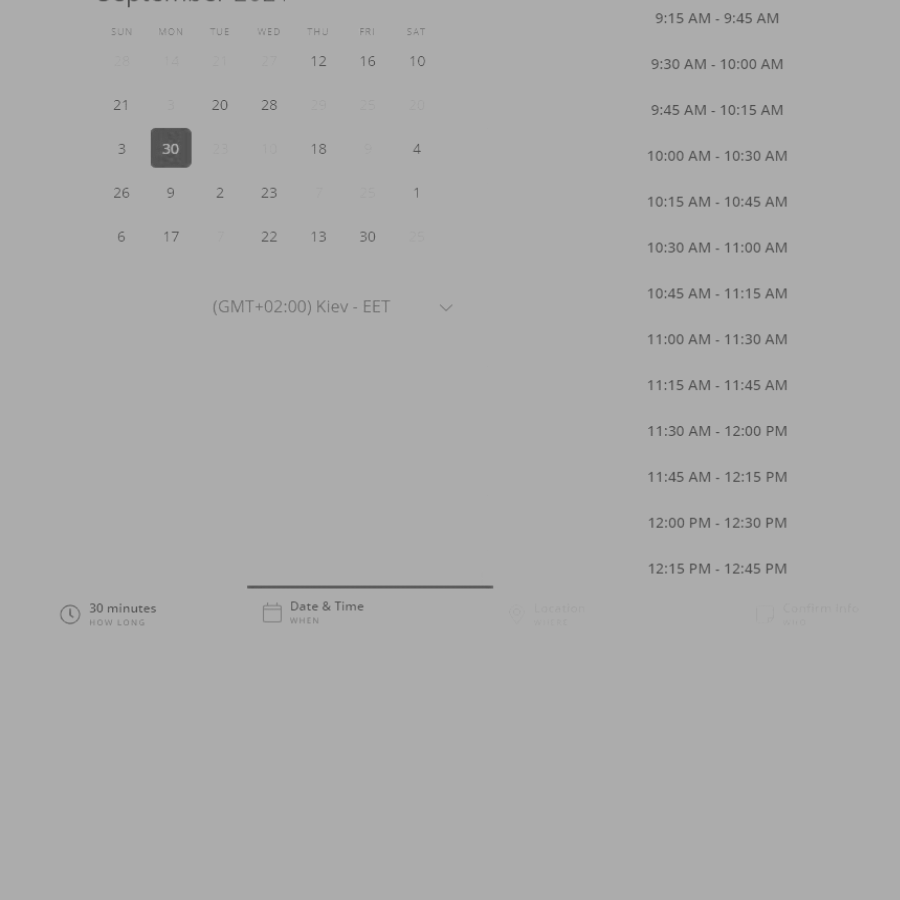 SUN MON TUE WED THU FRI SAT
28 14 21 27 12 16 10
21 3 20 28 29 25 20
3 30 23 10 18 9 4
26 9 2 23 7 25 1
6 17 7 22 13 30 25
(GMT+02:00) Kiev - EET
9:15 AM - 9:45 AM
9:30 AM - 10:00 AM
9:45 AM - 10:15 AM
10:00 AM - 10:30 AM
10:15 AM - 10:45 AM
10:30 AM - 11:00 AM
10:45 AM - 11:15 AM
11:00 AM - 11:30 AM
11:15 AM - 11:45 AM
11:30 AM - 12:00 PM
11:45 AM - 12:15 PM
12:00 PM - 12:30 PM
12:15 PM - 12:45 PM
30 minutes
HOW LONG
Date & Time
WHEN
Location
Confirm Info